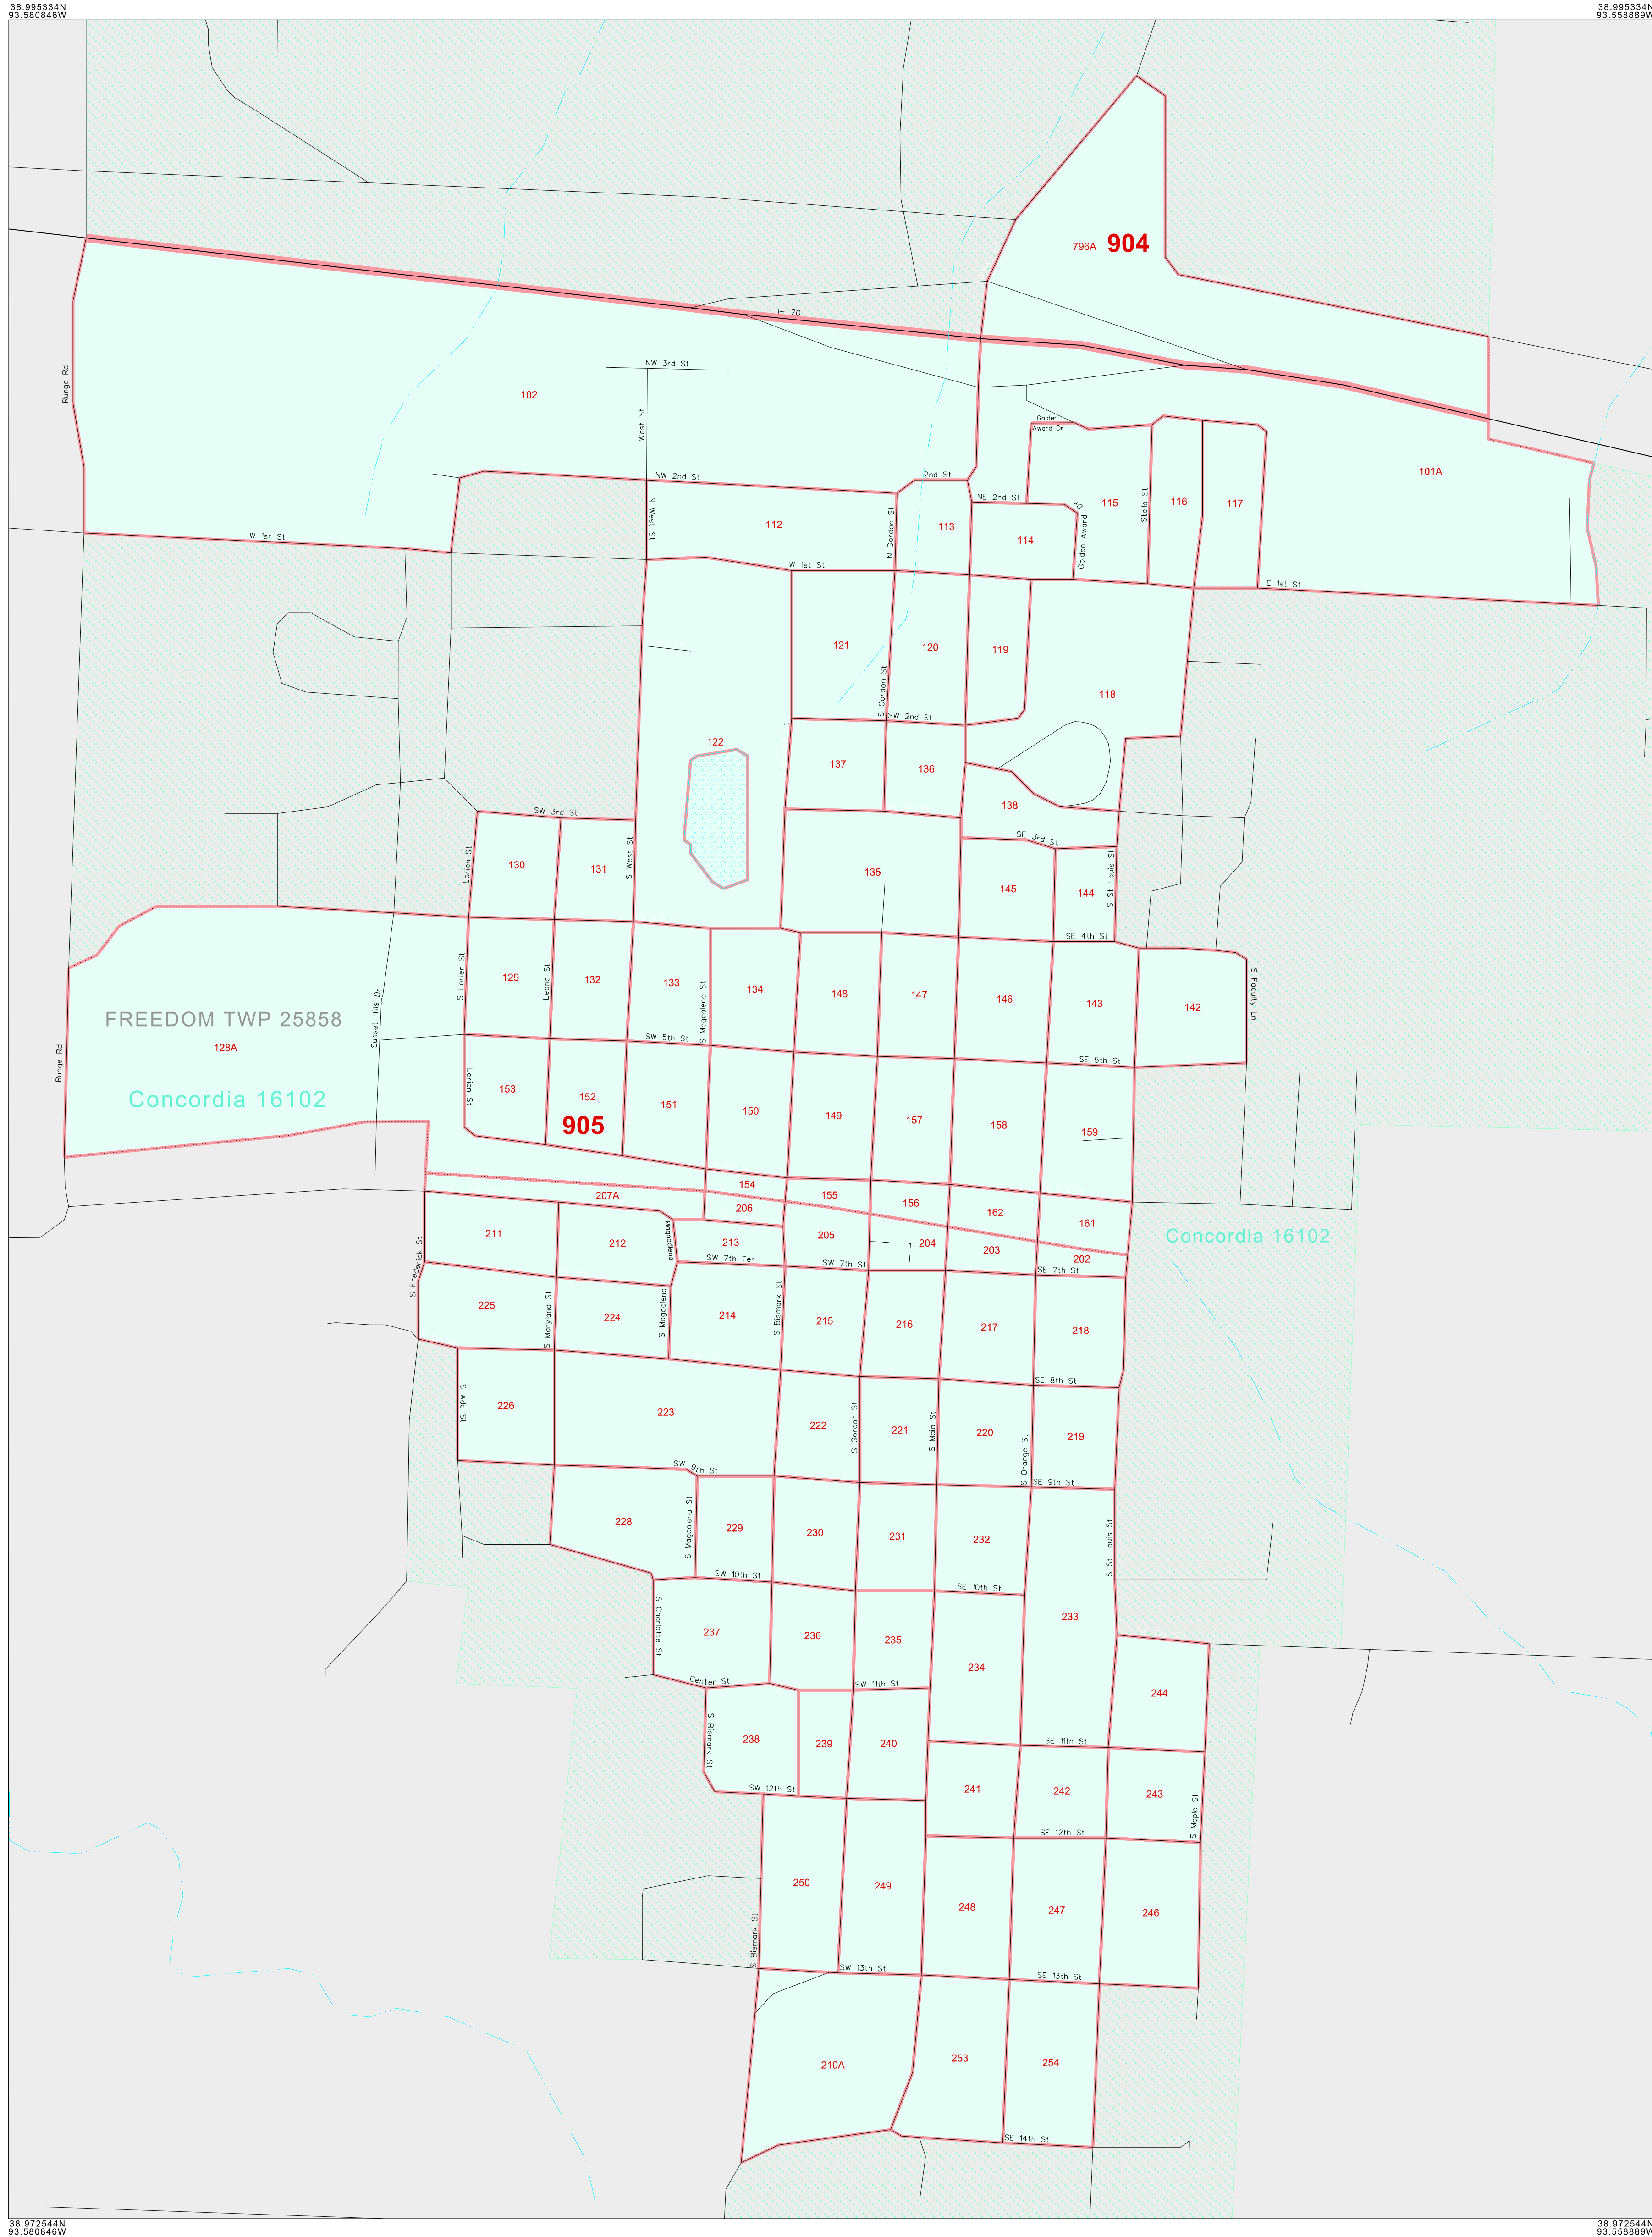 38.995334N
93.580846W
38.995334N
93.558889W
796A
904
I- 70
NW 3rd St
Runge Rd
102
West St
Golden
Award Dr
101A
NW 2nd St
2nd St
NE 2nd St
N West St
112
N Gordon St
113
114
Golden Award
Dr
115
Stella St
116
117
W 1st St
W 1st St
E 1st St
121
120
119
118
S Gordon St
SW 2nd St
t
122
137
136
138
SW 3rd St
SE 3rd St
Lorien St
130
131
S West St
135
145
144
S St Louis St
SE 4th St
S Lorien St
129
Leona St
132
133
S Magdalena St
134
148
147
146
143
142
S Faculty Ln
Sunset Hills Dr
FREEDOM TWP 25858
128A
Runge Rd
Concordia 16102
SW 5th St
SE 5th St
Lorien St
153
152
905
151
150
149
157
158
159
154
155
156
162
161
207A
206
205
204
203
202
Concordia 16102
211
212
Magnadlena
213
SW 7th Ter
SW 7th St
SE 7th St
S Frederick St
225
S Maryland St
224
S Magdalena
214
S Bismark St
215
216
217
218
SE 8th St
S Ada St
226
223
222
S Gordon St
221
S Main St
220
S Orange St
219
SW 9th St
SE 9th St
228
S Magdalena St
229
230
231
232
S St Louis St
SW 10th St
SE 10th St
S Charlotte St
237
236
235
234
233
Center St
SW 11th St
244
S Bismark St
238
239
240
SE 11th St
SW 12th St
241
242
243
S Maple St
SE 12th St
250
249
248
247
246
S Bismark St
SW 13th St
SE 13th St
210A
253
254
SE 14th St
38.972544N
93.580846W
38.972544N
93.558889W